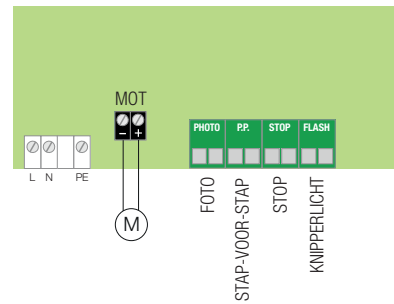 MOT
− +
PHOTO P.P. STOP FLASH
L N PE
M
FOTO
STAP-VOOR-STAP
STOP
KNIPPERLICHT